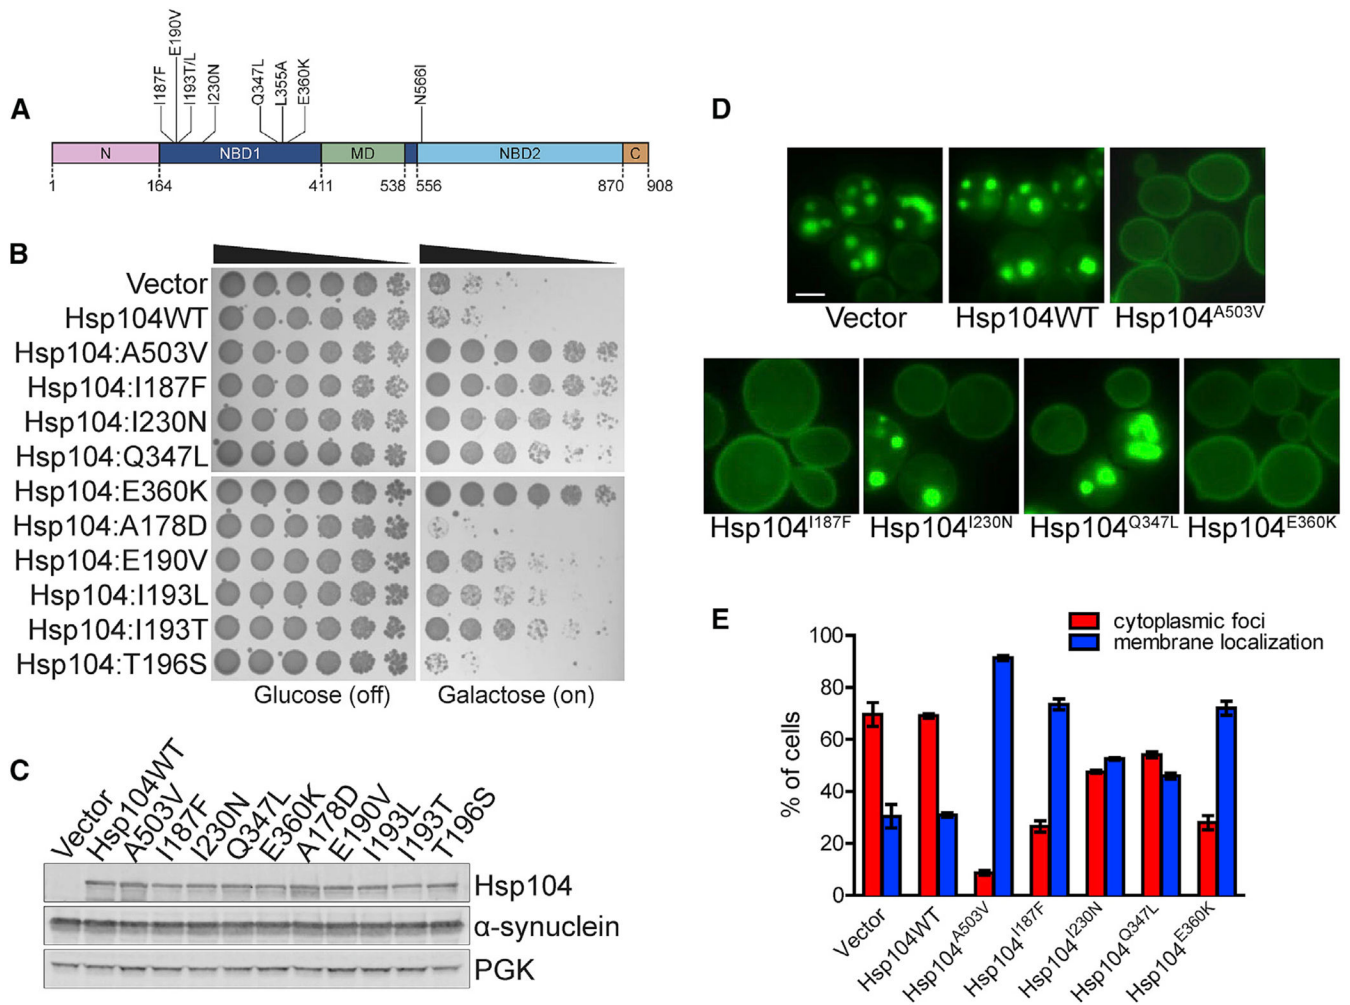 A
I187F
E190V
I193T/L
I230N
Q347L
L355A
E360K
N566I
N
NBD1
MD
NBD2
C
1
164
411
538
556
870
908
B
Vector
Hsp104WT
Hsp104:A503V
Hsp104:I187F
Hsp104:I230N
Hsp104:Q347L
Hsp104:E360K
Hsp104:A178D
Hsp104:E190V
Hsp104:I193L
Hsp104:I193T
Hsp104:T196S
Glucose (off)
Galactose (on)
C
Vector
Hsp104WT
A503V
I187F
I230N
Q347L
E360K
A178D
E190V
I193L
I193T
T196S
Hsp104
α-synuclein
PGK
D
Vector
Hsp104WT
Hsp104A503V
Hsp104I187F
Hsp104I230N
Hsp104Q347L
Hsp104E360K
E
cytoplasmic foci
membrane localization
% of cells
100
80
60
40
20
0
Vector
Hsp104WT
Hsp104A503V
Hsp104I187F
Hsp104I230N
Hsp104Q347L
Hsp104E360K